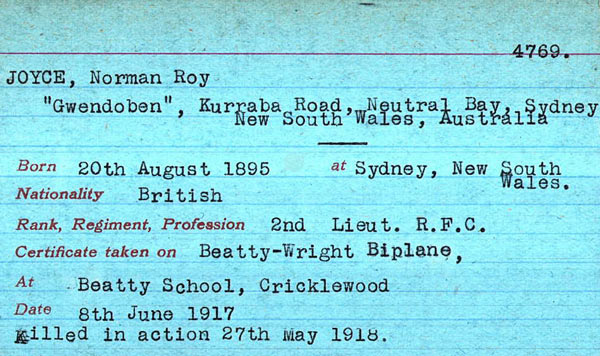 4769.
JOYCE, Norman Roy
"Gwendoben", Kurraba Road, Neutral Bay, Sydney
New South Wales, Australia
Born 20th August 1895 at Sydney, New South
Wales.
Nationality British
Rank, Regiment, Profession 2nd Lieut. R.F.C.
Certificate taken on Beatty-Wright Biplane,
At Beatty School, Cricklewood
Date 8th June 1917
Killed in action 27th May 1918.